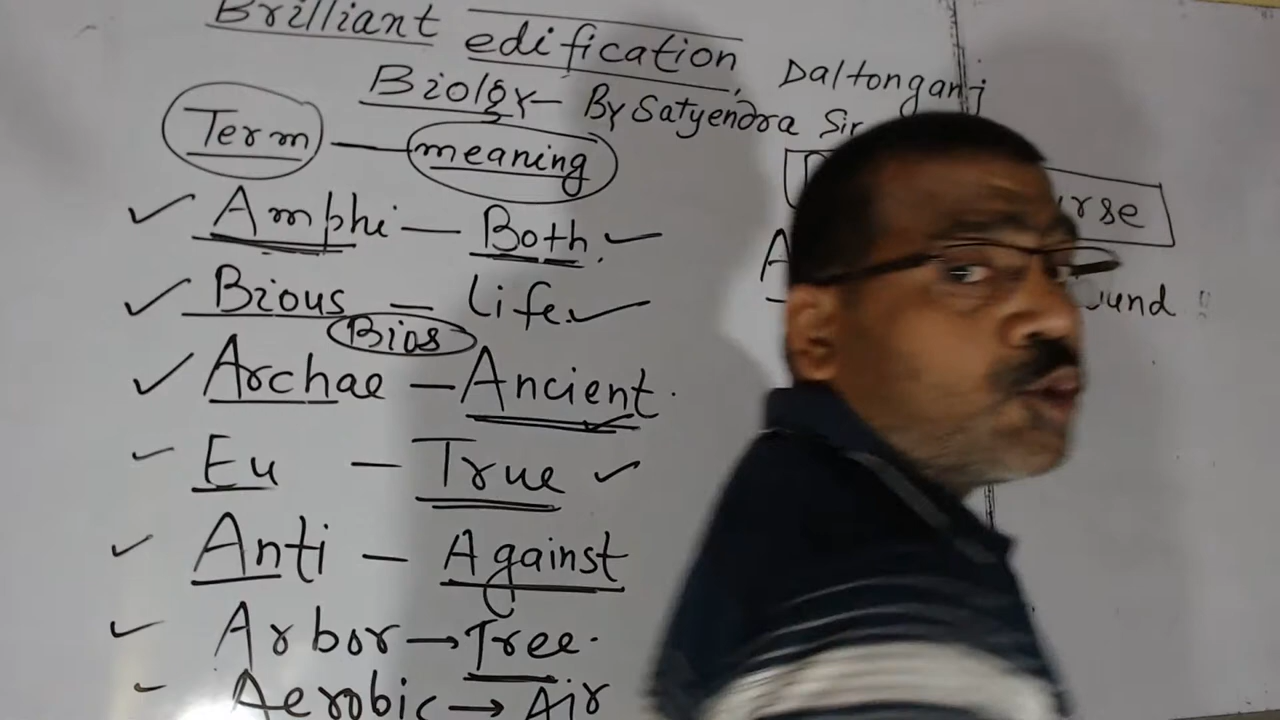 Brilliant edification, Daltonganj
Biology - By Satyendra Sir
Term — meaning
Amphi — Both.
Bious — life.
Bios
Archae — Ancient.
Eu — True
Anti — Against
Arbor → Tree.
Aerobic → Air